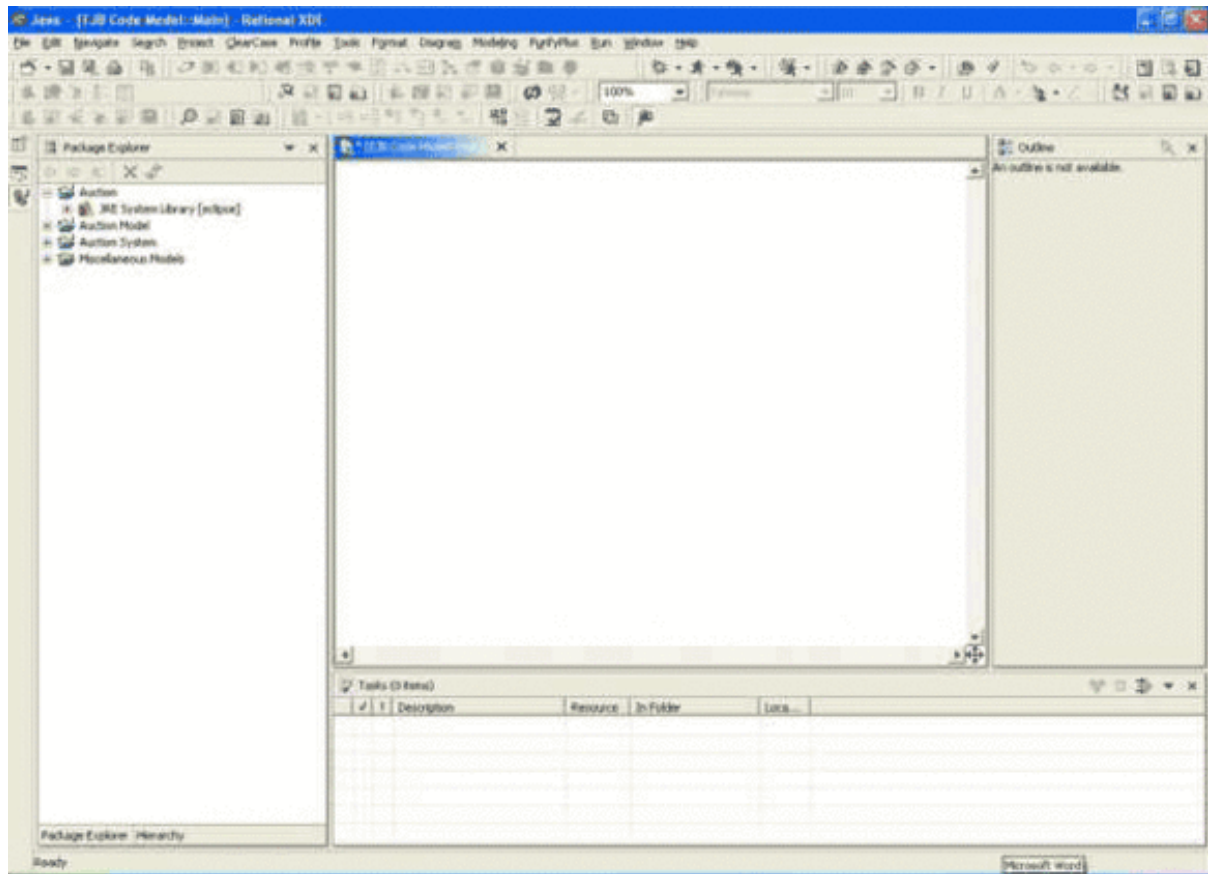 Java - [EJB Code Model::Main] - Rational XDE
File Edit Navigate Search Project ClearCase Profile Tools Format Diagram Modeling PurifyPlus Run Window Help
100%
Package Explorer
Outline
An outline is not available.
Auction
JRE System Library [eclipse]
Auction Model
Auction System
Miscellaneous Models
Tasks (0 items)
! Description Resource In Folder Loca...
Package Explorer Hierarchy
Ready
Microsoft Word